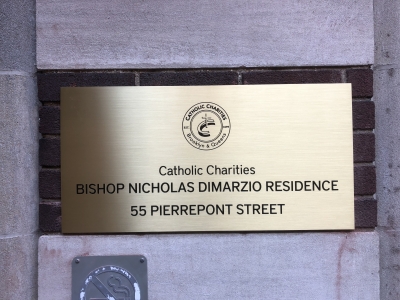 CATHOLIC CHARITIES
Brooklyn & Queens
Catholic Charities
BISHOP NICHOLAS DIMARZIO RESIDENCE
55 PIERREPONT STREET